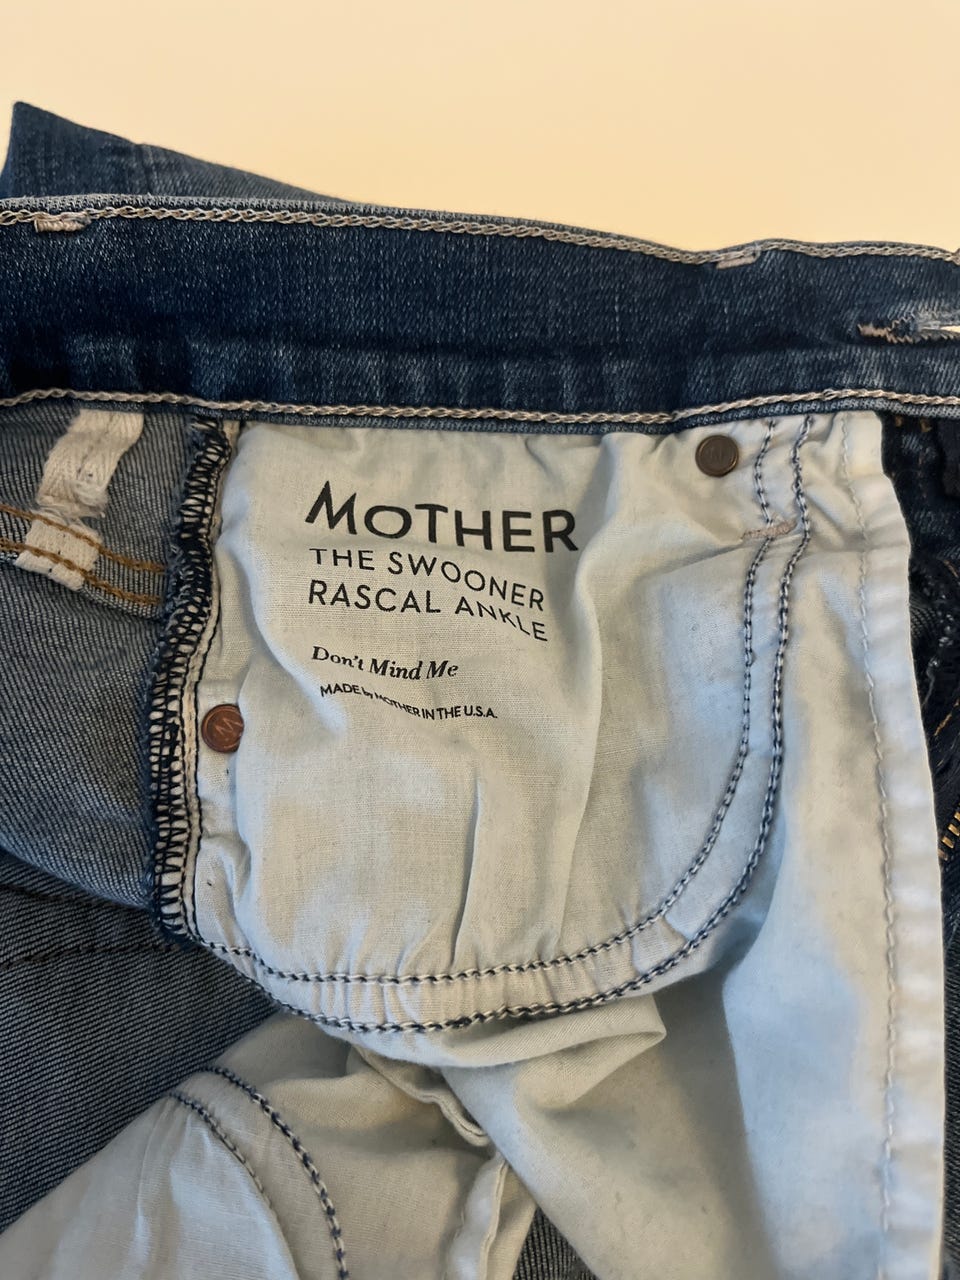 MOTHER
THE SWOONER
RASCAL ANKLE
Don't Mind Me
MADE by MOTHER IN THE U.S.A.
M
M